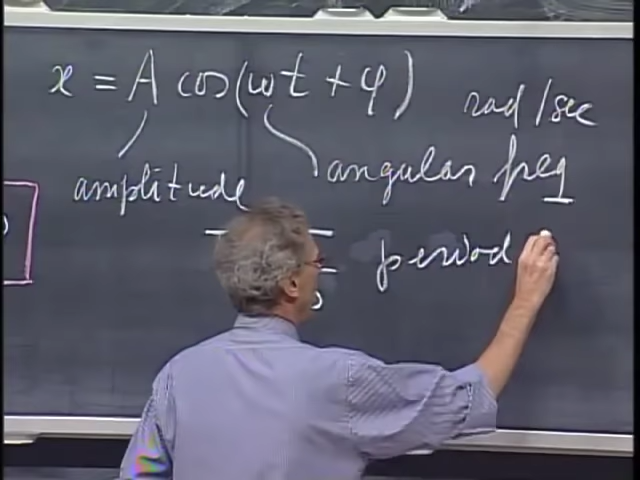 x = A cos(ωt + φ)
rad/sec
amplitude
angular freq
period